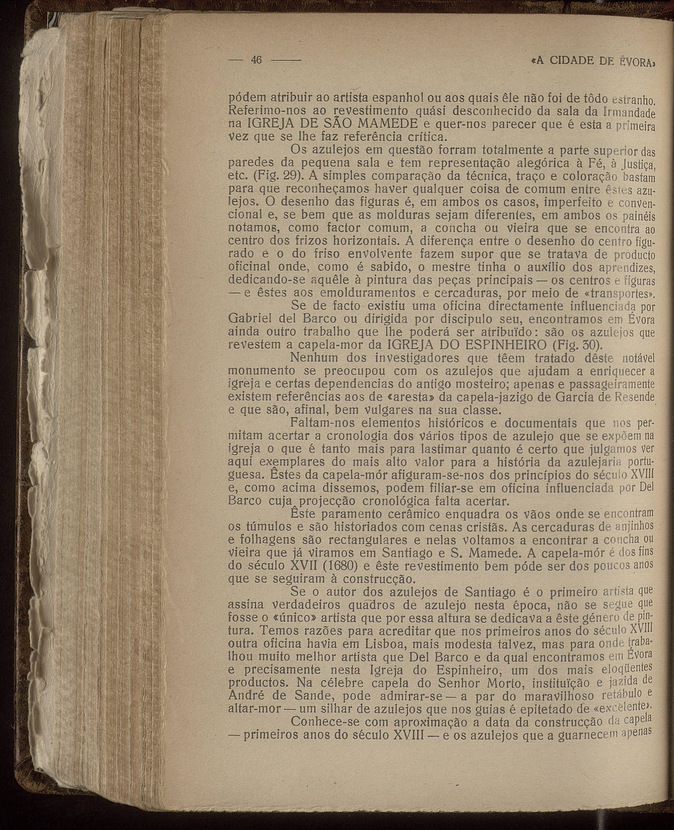 — 46 —— «A CIDADE DE ÉVORA»
pódem atribuir ao artista espanhol ou aos quais êle não foi de tôdo estranho.
Referimo-nos ao revestimento quási desconhecido da sala da Irmandade
na IGREJA DE SÃO MAMEDE e quer-nos parecer que é esta a primeira
vez que se lhe faz referência crítica.
Os azulejos em questão forram totalmente a parte superior das
paredes da pequena sala e tem representação alegórica à Fé, à Justiça,
etc. (Fig. 29). A simples comparação da técnica, traço e coloração bastam
para que reconheçamos haver qualquer coisa de comum entre êstes azu-
lejos. O desenho das figuras é, em ambos os casos, imperfeito e conven-
cional e, se bem que as molduras sejam diferentes, em ambos os painéis
notamos, como factor comum, a concha ou vieira que se encontra ao
centro dos frizos horizontais. A diferença entre o desenho do centro figu-
rado e o do friso envolvente fazem supor que se tratava de producto
oficinal onde, como é sabido, o mestre tinha o auxílio dos aprendizes,
dedicando-se aquêle à pintura das peças principais — os centros e figuras
— e êstes aos emolduramentos e cercaduras, por meio de «transportes».
Se de facto existiu uma oficina directamente influenciada por
Gabriel del Barco ou dirigida por discipulo seu, encontramos em Évora
ainda outro trabalho que lhe poderá ser atribuído: são os azulejos que
revestem a capela-mor da IGREJA DO ESPINHEIRO (Fig. 30).
Nenhum dos investigadores que têem tratado dêste notável
monumento se preocupou com os azulejos que ajudam a enriquecer a
igreja e certas dependencias do antigo mosteiro; apenas e passageiramente
existem referências aos de «aresta» da capela-jazigo de Garcia de Resende
e que são, afinal, bem vulgares na sua classe.
Faltam-nos elementos históricos e documentais que nos per-
mitam acertar a cronologia dos vários tipos de azulejo que se expõem na
igreja o que é tanto mais para lastimar quanto é certo que julgamos ver
aqui exemplares do mais alto valor para a história da azulejaria portu-
guesa. Êstes da capela-mór afiguram-se-nos dos princípios do século XVIII
e, como acima dissemos, podem filiar-se em oficina influenciada por Del
Barco cuja projecção cronológica falta acertar.
Êste paramento cerâmico enquadra os vãos onde se encontram
os túmulos e são historiados com cenas cristãs. As cercaduras de anjinhos
e folhagens são rectangulares e nelas voltamos a encontrar a concha ou
vieira que já viramos em Santiago e S. Mamede. A capela-mór é dos fins
do século XVII (1680) e êste revestimento bem póde ser dos poucos anos
que se seguiram à construcção.
Se o autor dos azulejos de Santiago é o primeiro artista que
assina verdadeiros quadros de azulejo nesta época, não se segue que
fosse o «único» artista que por essa altura se dedicava a êste género de pin-
tura. Temos razões para acreditar que nos primeiros anos do século XVIII
outra oficina havia em Lisboa, mais modesta talvez, mas para onde traba-
lhou muito melhor artista que Del Barco e da qual encontramos em Évora
e precisamente nesta Igreja do Espinheiro, um dos mais eloqüentes
productos. Na célebre capela do Senhor Morto, instituïção e jazida de
André de Sande, pode admirar-se — a par do maravilhoso retábulo e
altar-mor — um silhar de azulejos que nos guias é epitetado de «excelente».
Conhece-se com aproximação a data da construcção da capela
— primeiros anos do século XVIII — e os azulejos que a guarnecem apenas